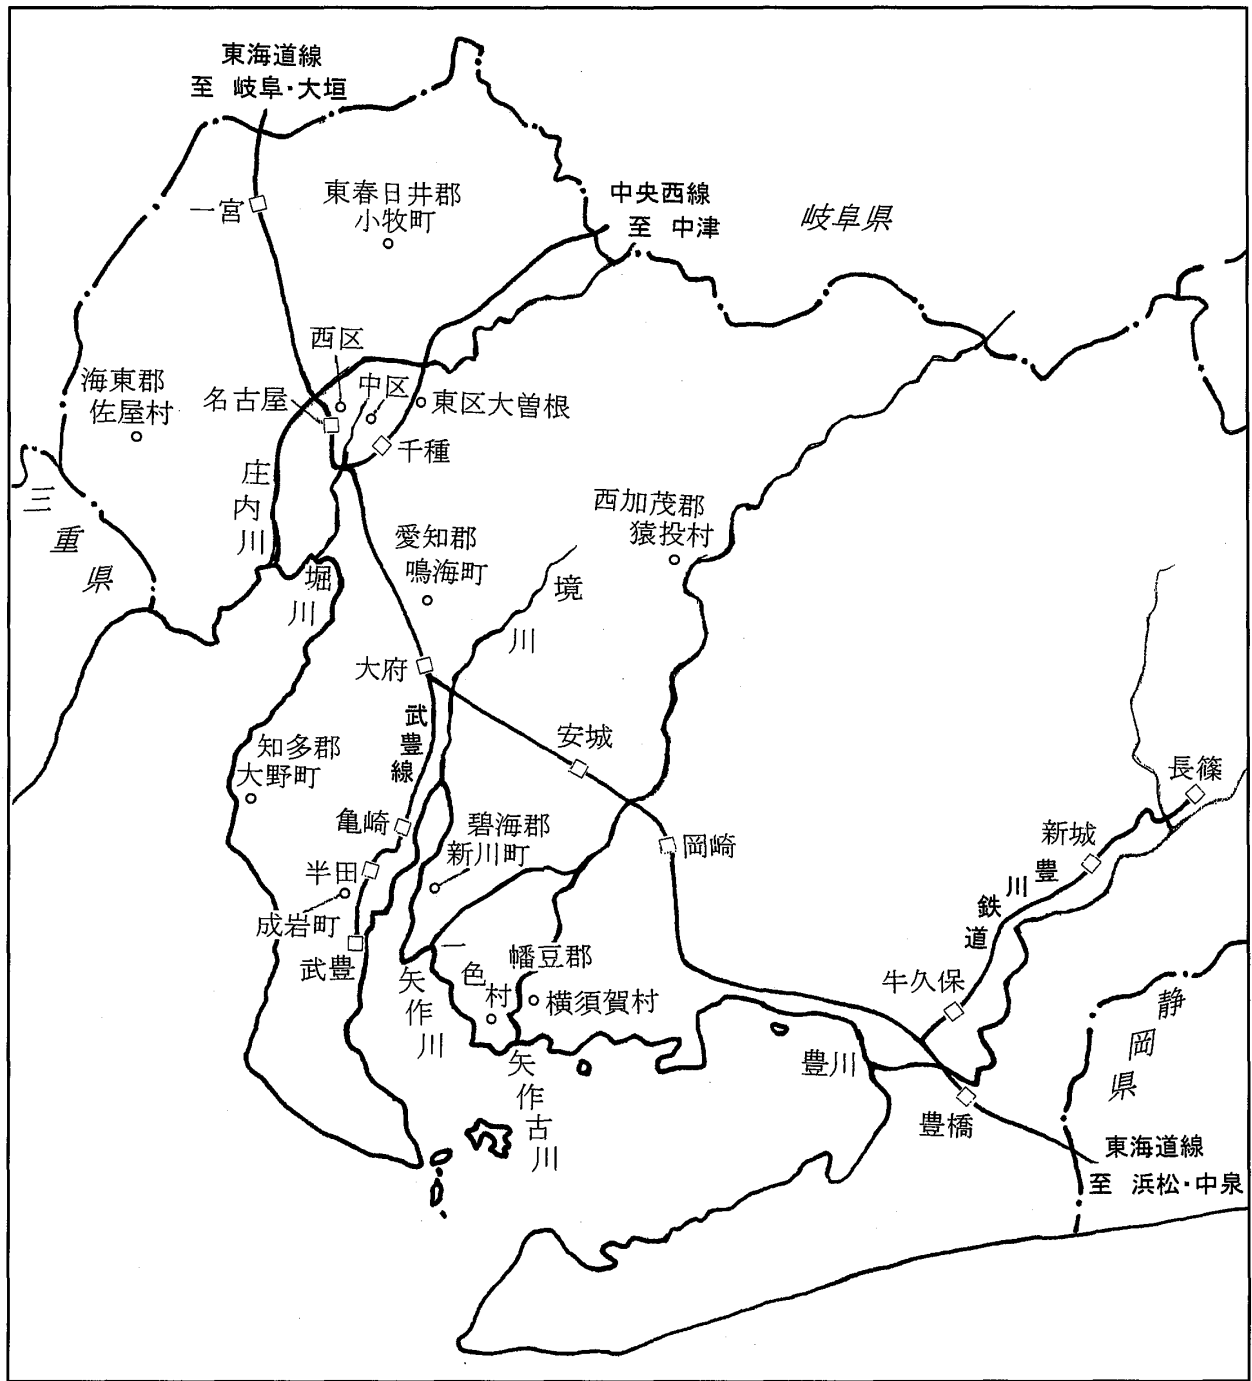 東海道線
至 岐阜・大垣
一宮
東春日井郡
小牧町
中央西線
至 中津
岐阜県
西区
中区
海東郡
佐屋村
名古屋
東区大曽根
千種
庄内川
三重県
堀川
愛知郡
鳴海町
西加茂郡
猿投村
境川
大府
武豊線
安城
知多郡
大野町
亀崎
碧海郡
新川町
岡崎
半田
成岩町
武豊
長篠
新城
豊川鉄道
牛久保
矢作川
一色村
幡豆郡
横須賀村
矢作古川
豊川
豊橋
静岡県
東海道線
至 浜松・中泉